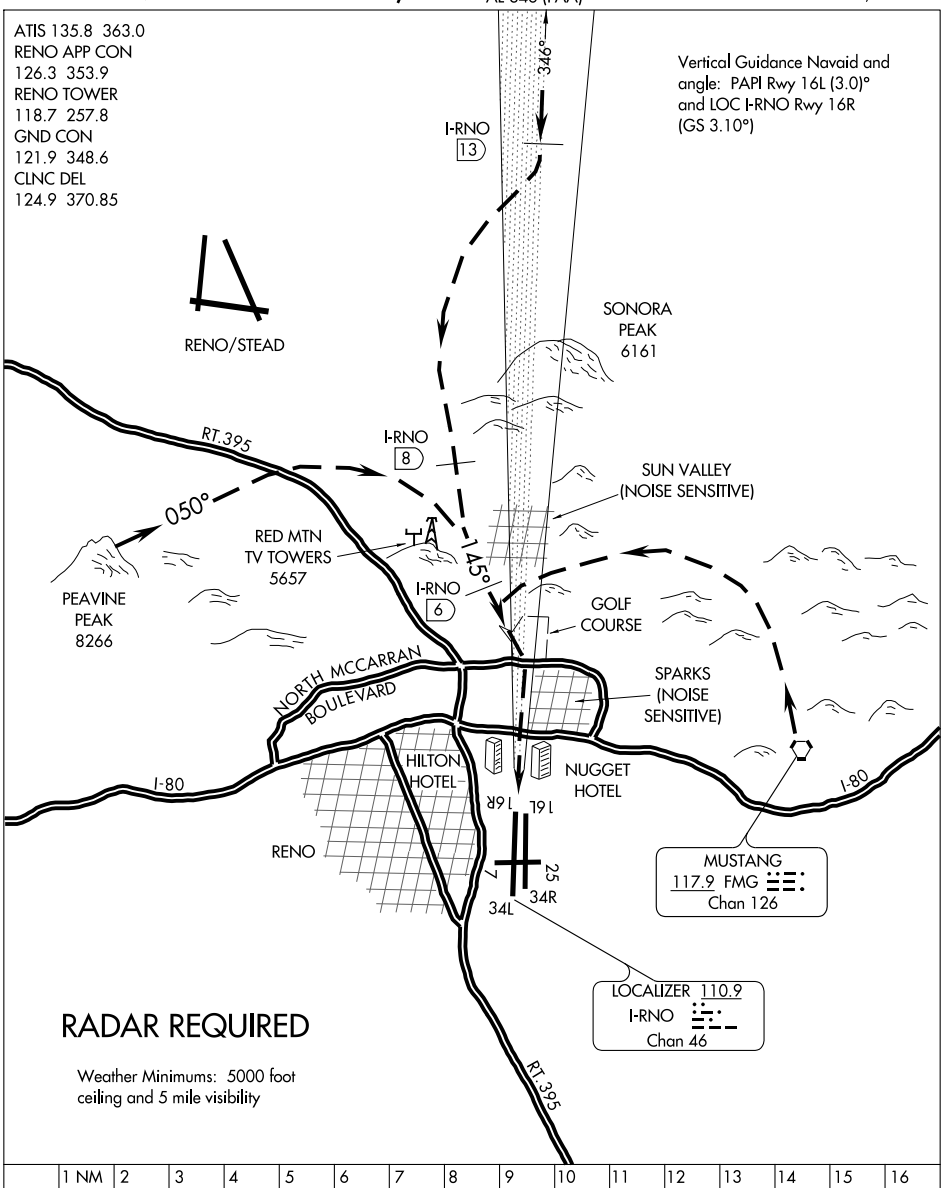 ATIS 135.8 363.0
RENO APP CON
126.3 353.9
RENO TOWER
118.7 257.8
GND CON
121.9 348.6
CLNC DEL
124.9 370.85
346°
Vertical Guidance Navaid and
angle: PAPI Rwy 16L (3.0)°
and LOC I-RNO Rwy 16R
(GS 3.10°)
I-RNO
13
RENO/STEAD
SONORA
PEAK
6161
RT.395
I-RNO
8
SUN VALLEY
(NOISE SENSITIVE)
050°
RED MTN
TV TOWERS
5657
145°
PEAVINE
PEAK
8266
I-RNO
6
GOLF
COURSE
NORTH MCCARRAN
BOULEVARD
SPARKS
(NOISE
SENSITIVE)
HILTON
HOTEL
NUGGET
HOTEL
I-80
I-80
16R
16L
RENO
7
25
34L
34R
MUSTANG
117.9 FMG
Chan 126
LOCALIZER 110.9
I-RNO
Chan 46
RADAR REQUIRED
Weather Minimums: 5000 foot
ceiling and 5 mile visibility
RT.395
1 NM 2 3 4 5 6 7 8 9 10 11 12 13 14 15 16